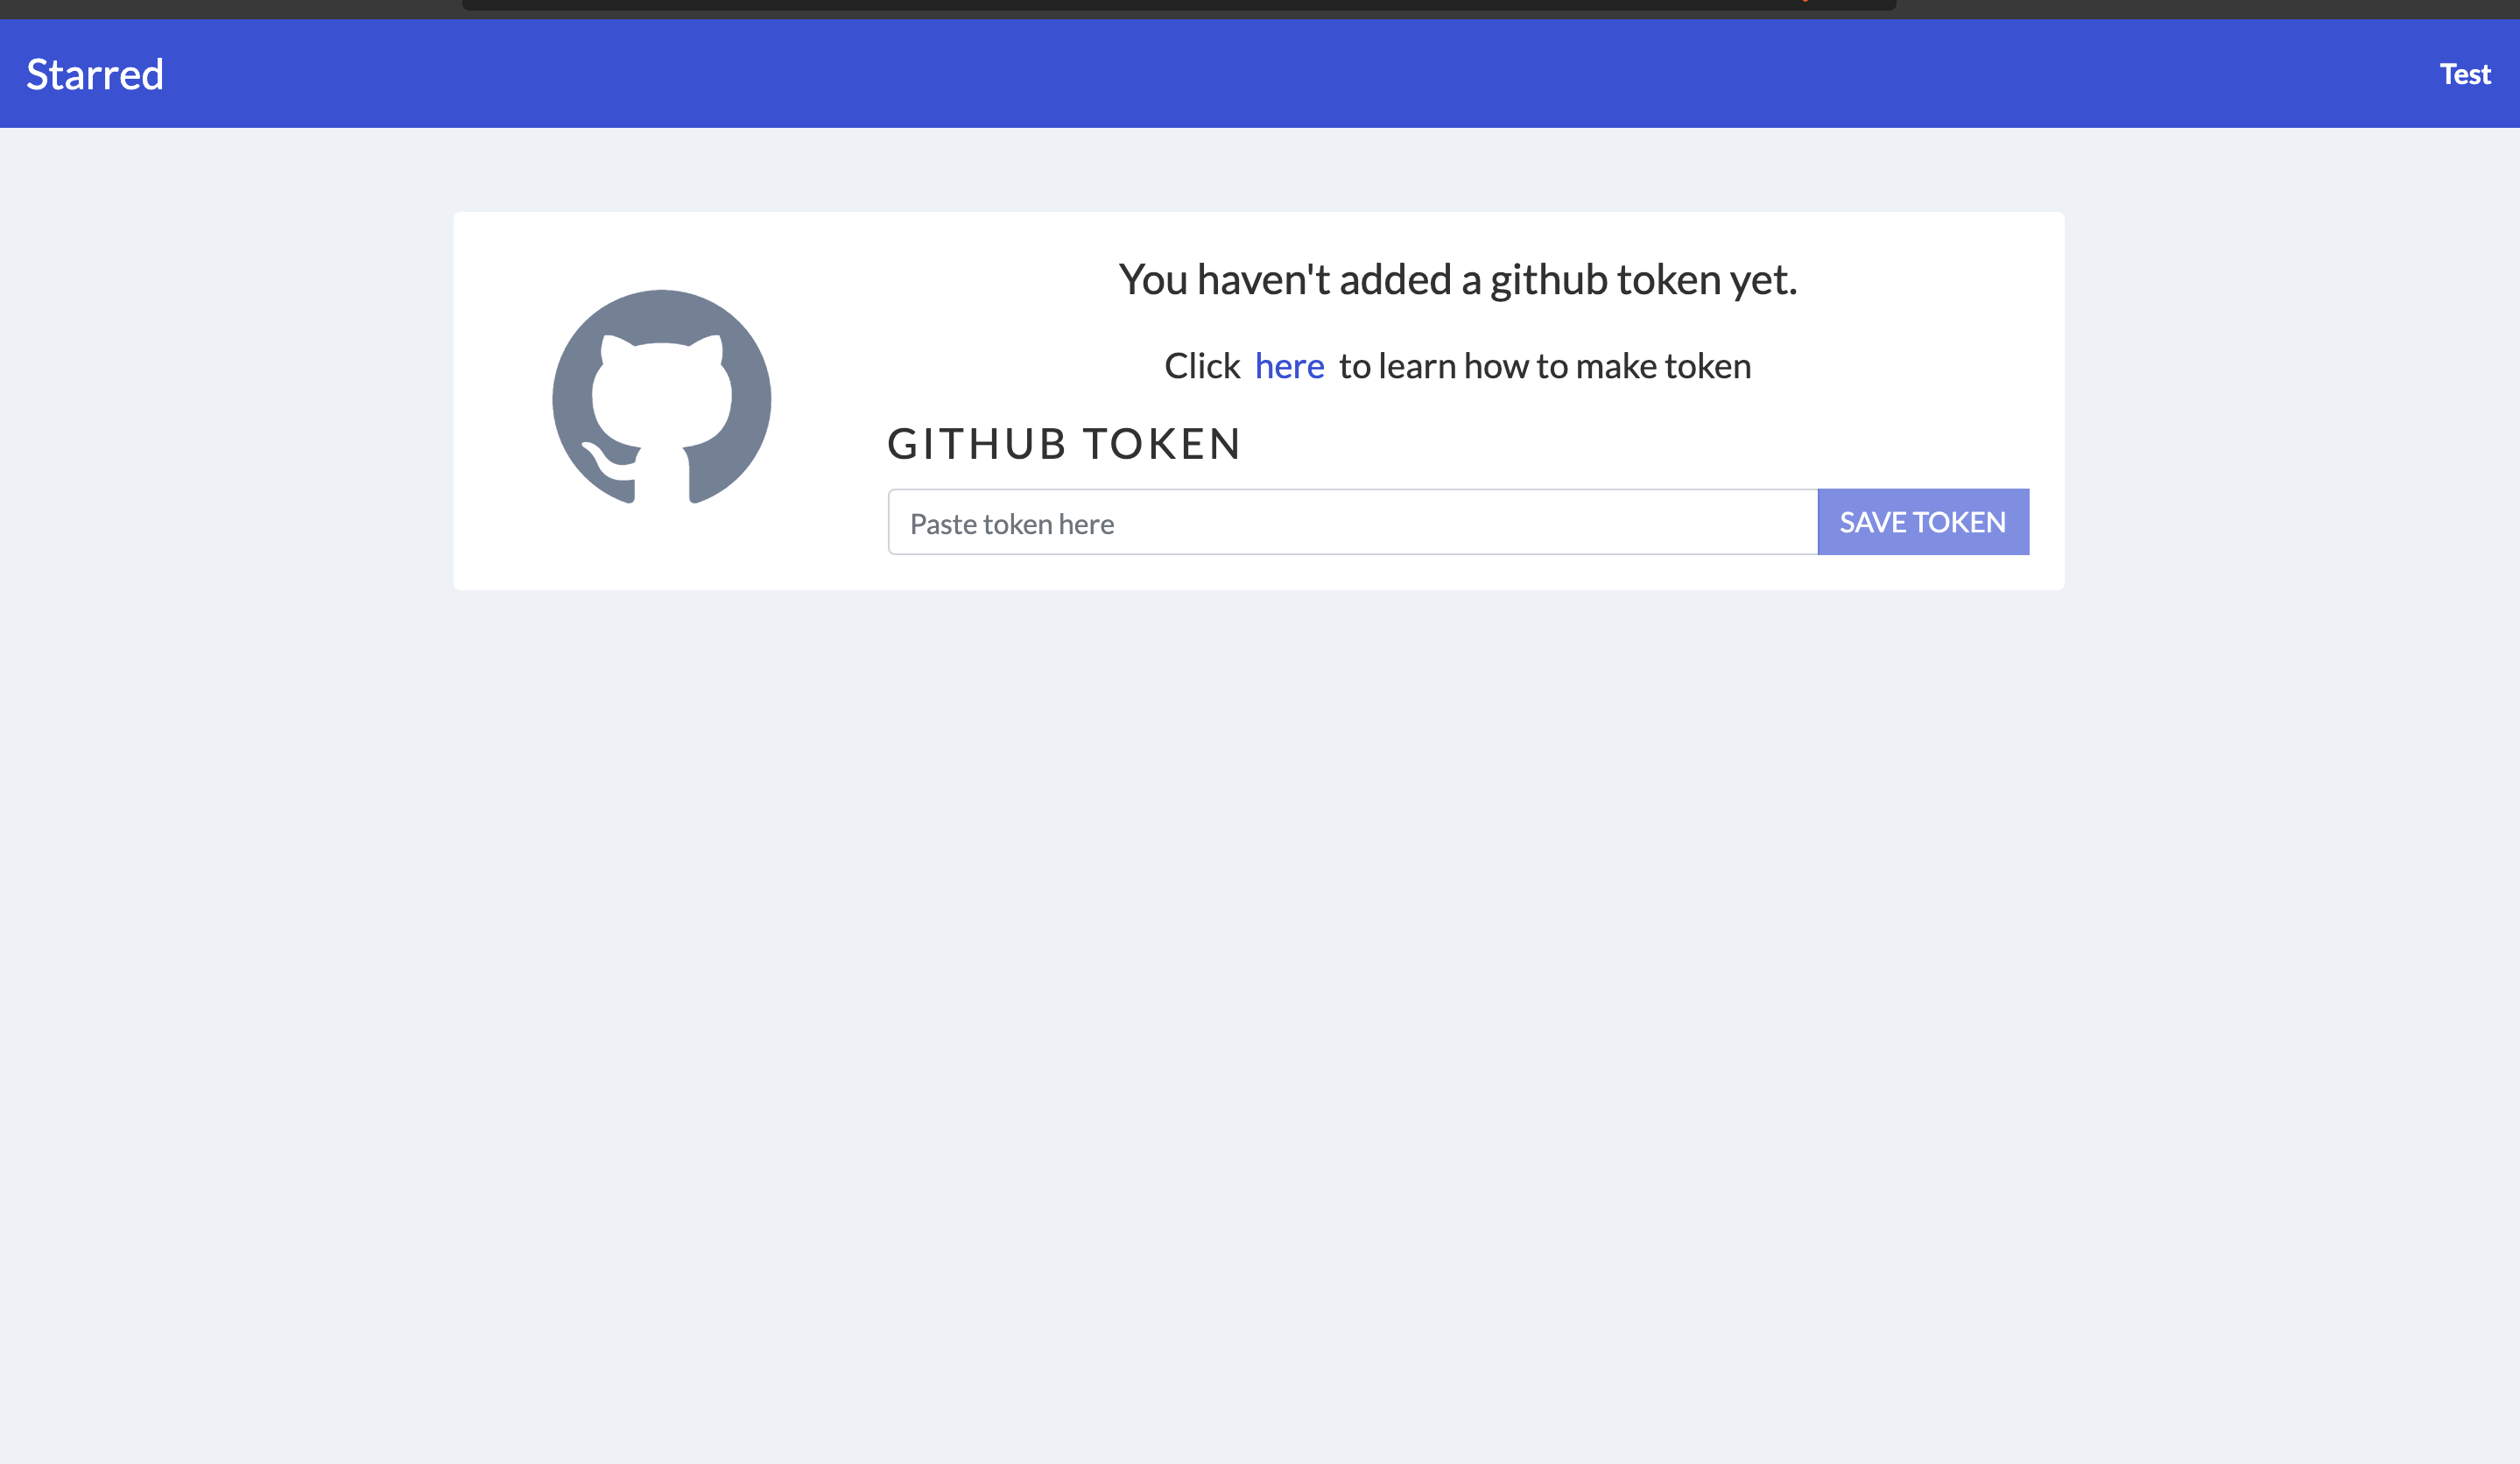 Starred
Test
You haven't added a github token yet.
Click here to learn how to make token
GITHUB TOKEN
Paste token here
SAVE TOKEN